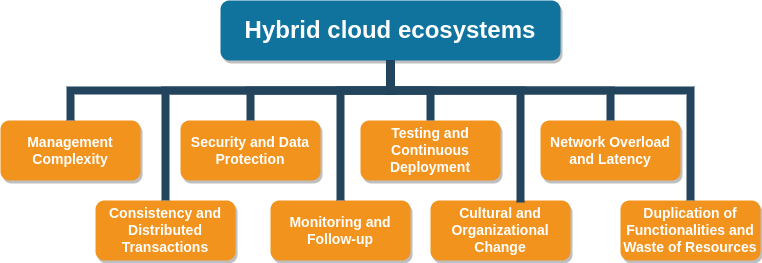 Hybrid cloud ecosystems
Management
Complexity
Security and Data
Protection
Testing and
Continuous
Deployment
Network Overload
and Latency
Consistency and
Distributed
Transactions
Monitoring and
Follow-up
Cultural and
Organizational
Change
Duplication of
Functionalities and
Waste of Resources